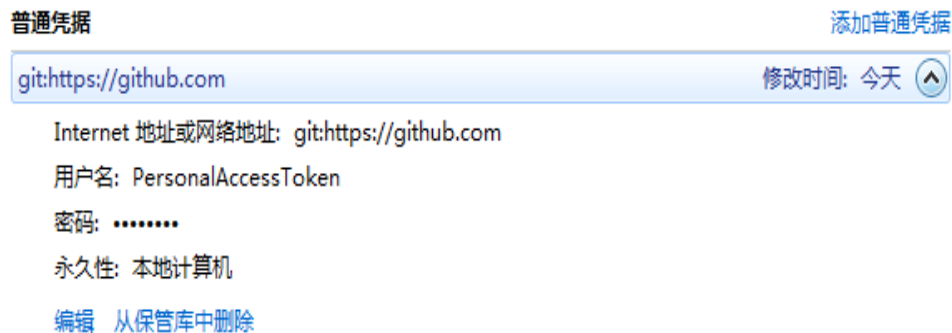 普通凭据 添加普通凭据
git:https://github.com 修改时间: 今天
Internet 地址或网络地址: git:https://github.com
用户名: PersonalAccessToken
密码: ••••••••
永久性: 本地计算机
编辑 从保管库中删除